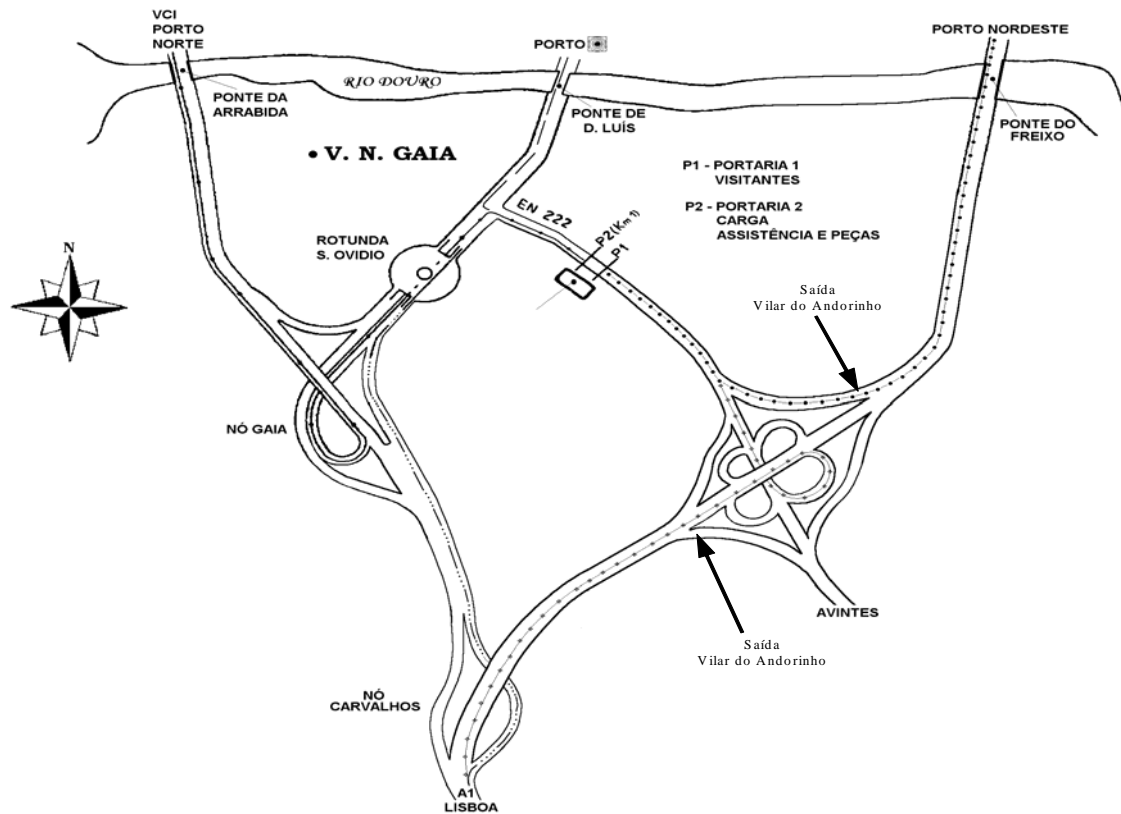 VCI
PORTO
NORTE
PORTO
PORTO NORDESTE
RIO DOURO
PONTE DA
ARRABIDA
PONTE DE
D. LUÍS
PONTE DO
FREIXO
• V. N. GAIA
P1 - PORTARIA 1
VISITANTES
P2 - PORTARIA 2
CARGA
ASSISTÊNCIA E PEÇAS
EN 222
P2 (Km 1)
P1
ROTUNDA
S. OVIDIO
N
Saída
Vilar do Andorinho
NÓ GAIA
AVINTES
Saída
Vilar do Andorinho
NÓ
CARVALHOS
A1
LISBOA